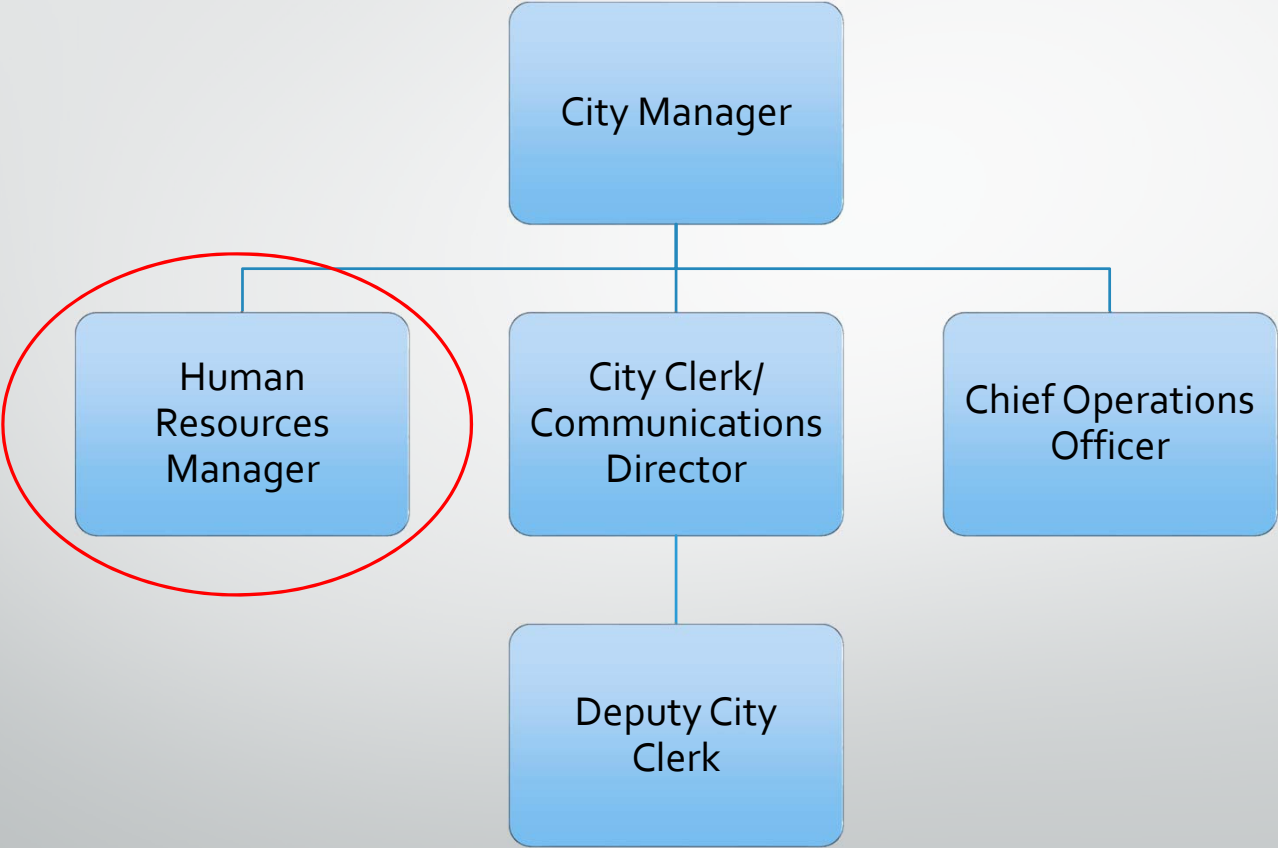 City Manager
Human
Resources
Manager
City Clerk/
Communications
Director
Chief Operations
Officer
Deputy City
Clerk